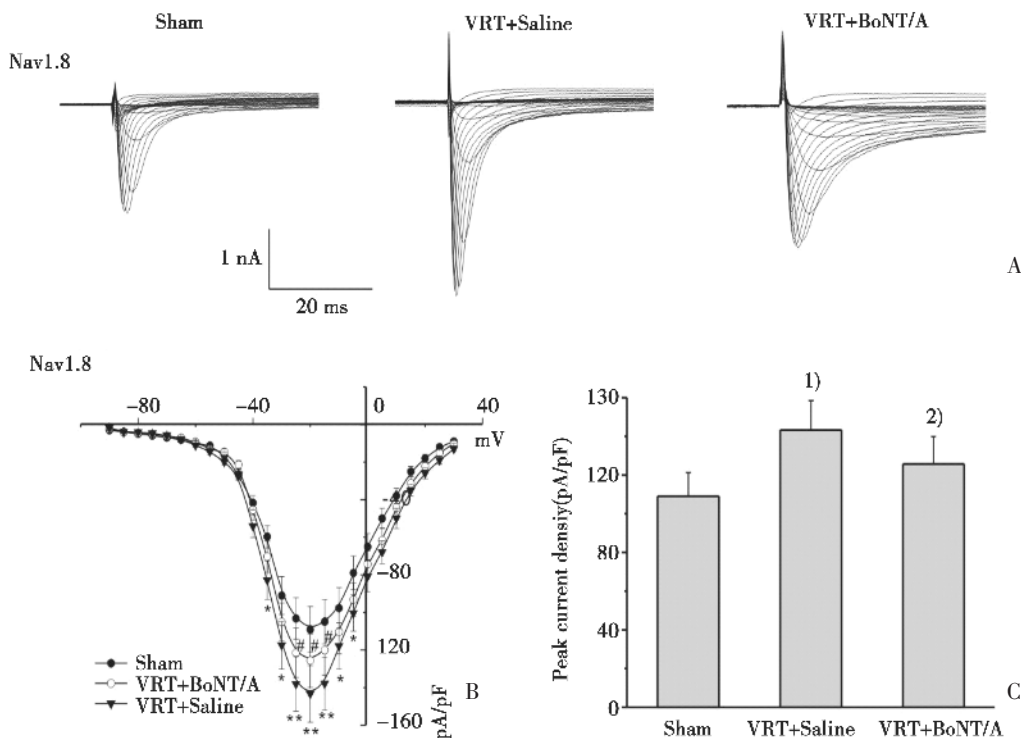 Sham
VRT+Saline
VRT+BoNT/A
Nav1.8
1 nA
20 ms
A
Nav1.8
−80
−40
0
40
mV
−80
120
−160
pA/pF
*
#
#
#
*
*
*
**
**
**
Sham
VRT+BoNT/A
VRT+Saline
B
Peak current densiy(pA/pF)
130
120
80
40
0
1)
2)
Sham
VRT+Saline
VRT+BoNT/A
C